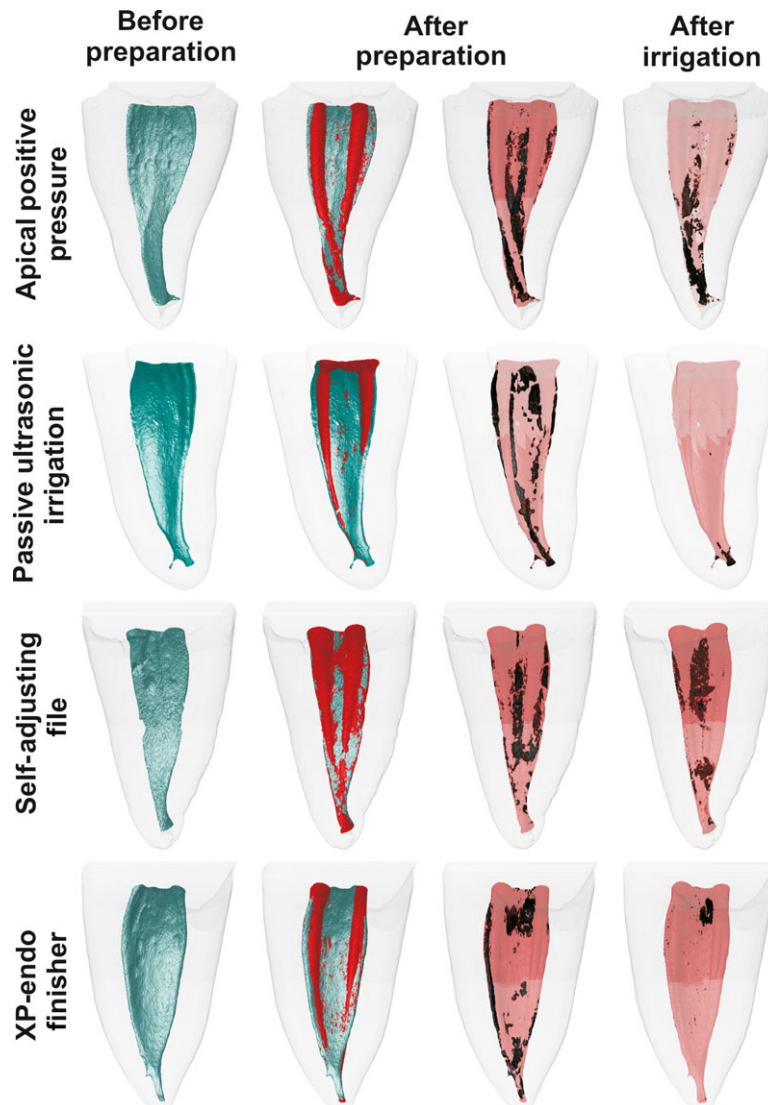 Before
preparation
After
preparation
After
irrigation
Apical positive
pressure
Passive ultrasonic
irrigation
Self-adjusting
file
XP-endo
finisher